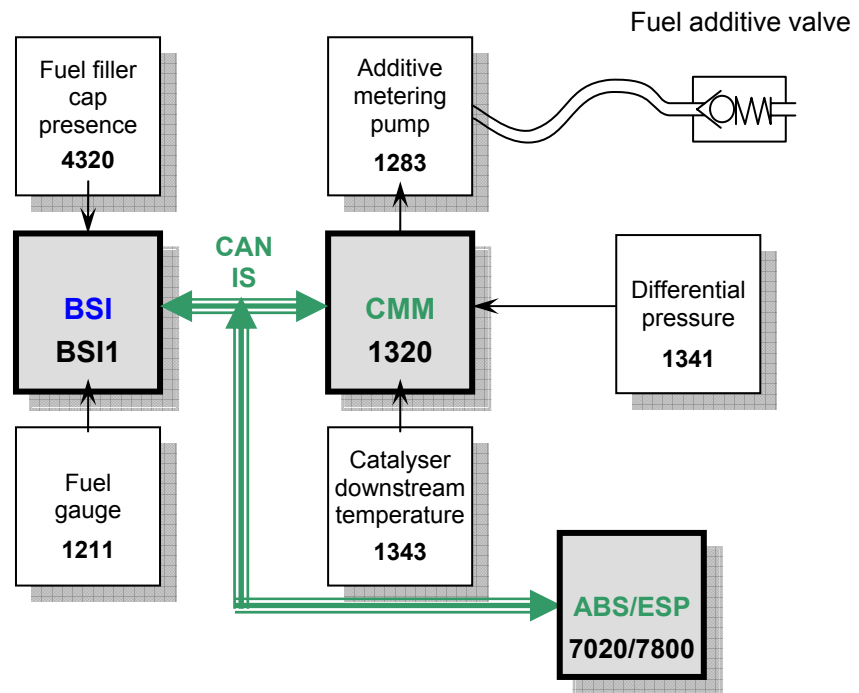 Fuel additive valve
Fuel filler
cap
presence
4320
Additive
metering
pump
1283
CAN
IS
BSI
BSI1
CMM
1320
Differential
pressure
1341
Fuel
gauge
1211
Catalyser
downstream
temperature
1343
ABS/ESP
7020/7800